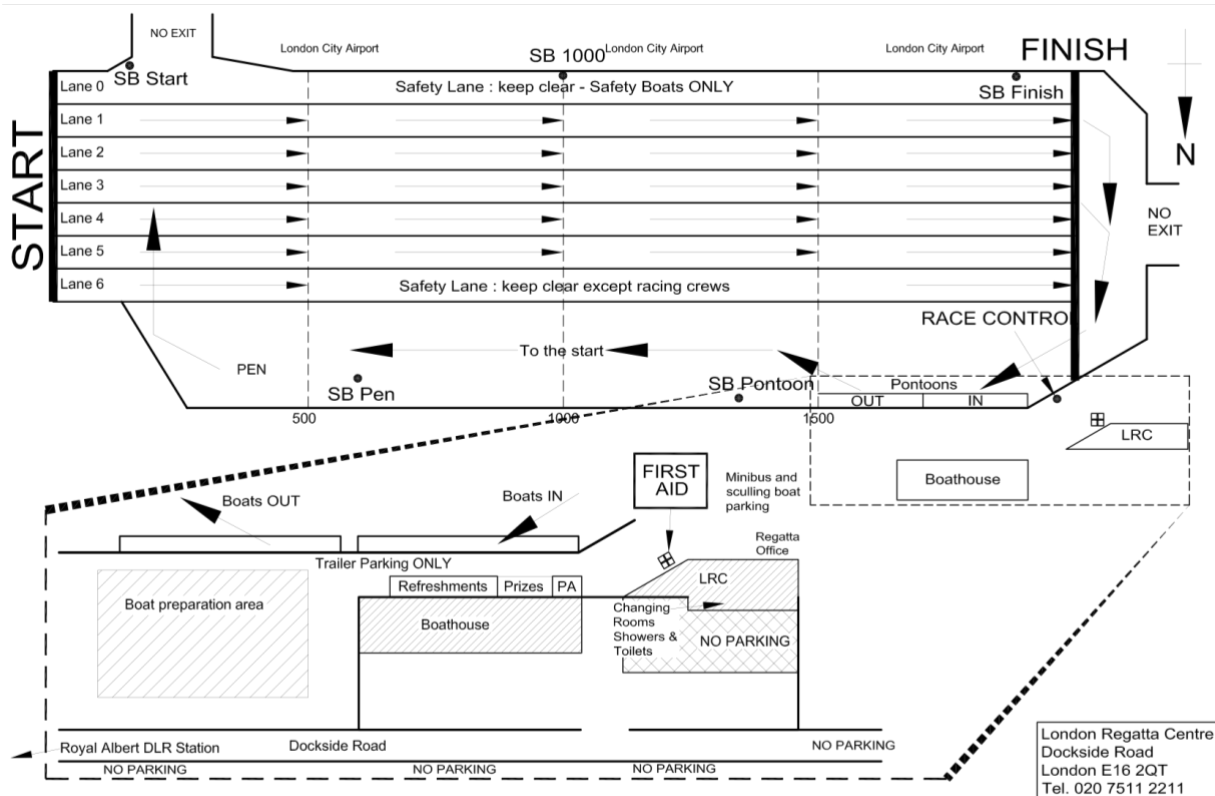 NO EXIT
London City Airport
SB 1000
London City Airport
London City Airport
FINISH
START
Lane 0
SB Start
Safety Lane : keep clear - Safety Boats ONLY
SB Finish
Lane 1
Lane 2
Lane 3
Lane 4
Lane 5
Lane 6
Safety Lane : keep clear except racing crews
N
NO
EXIT
RACE CONTROL
To the start
PEN
SB Pen
SB Pontoon
Pontoons
OUT
IN
500
1000
1500
LRC
Boathouse
FIRST
AID
Minibus and
sculling boat
parking
Boats OUT
Boats IN
Regatta
Office
Trailer Parking ONLY
Refreshments
Prizes
PA
LRC
Boat preparation area
Boathouse
Changing
Rooms
Showers &
Toilets
NO PARKING
Royal Albert DLR Station
Dockside Road
NO PARKING
NO PARKING
NO PARKING
NO PARKING
London Regatta Centre
Dockside Road
London E16 2QT
Tel. 020 7511 2211